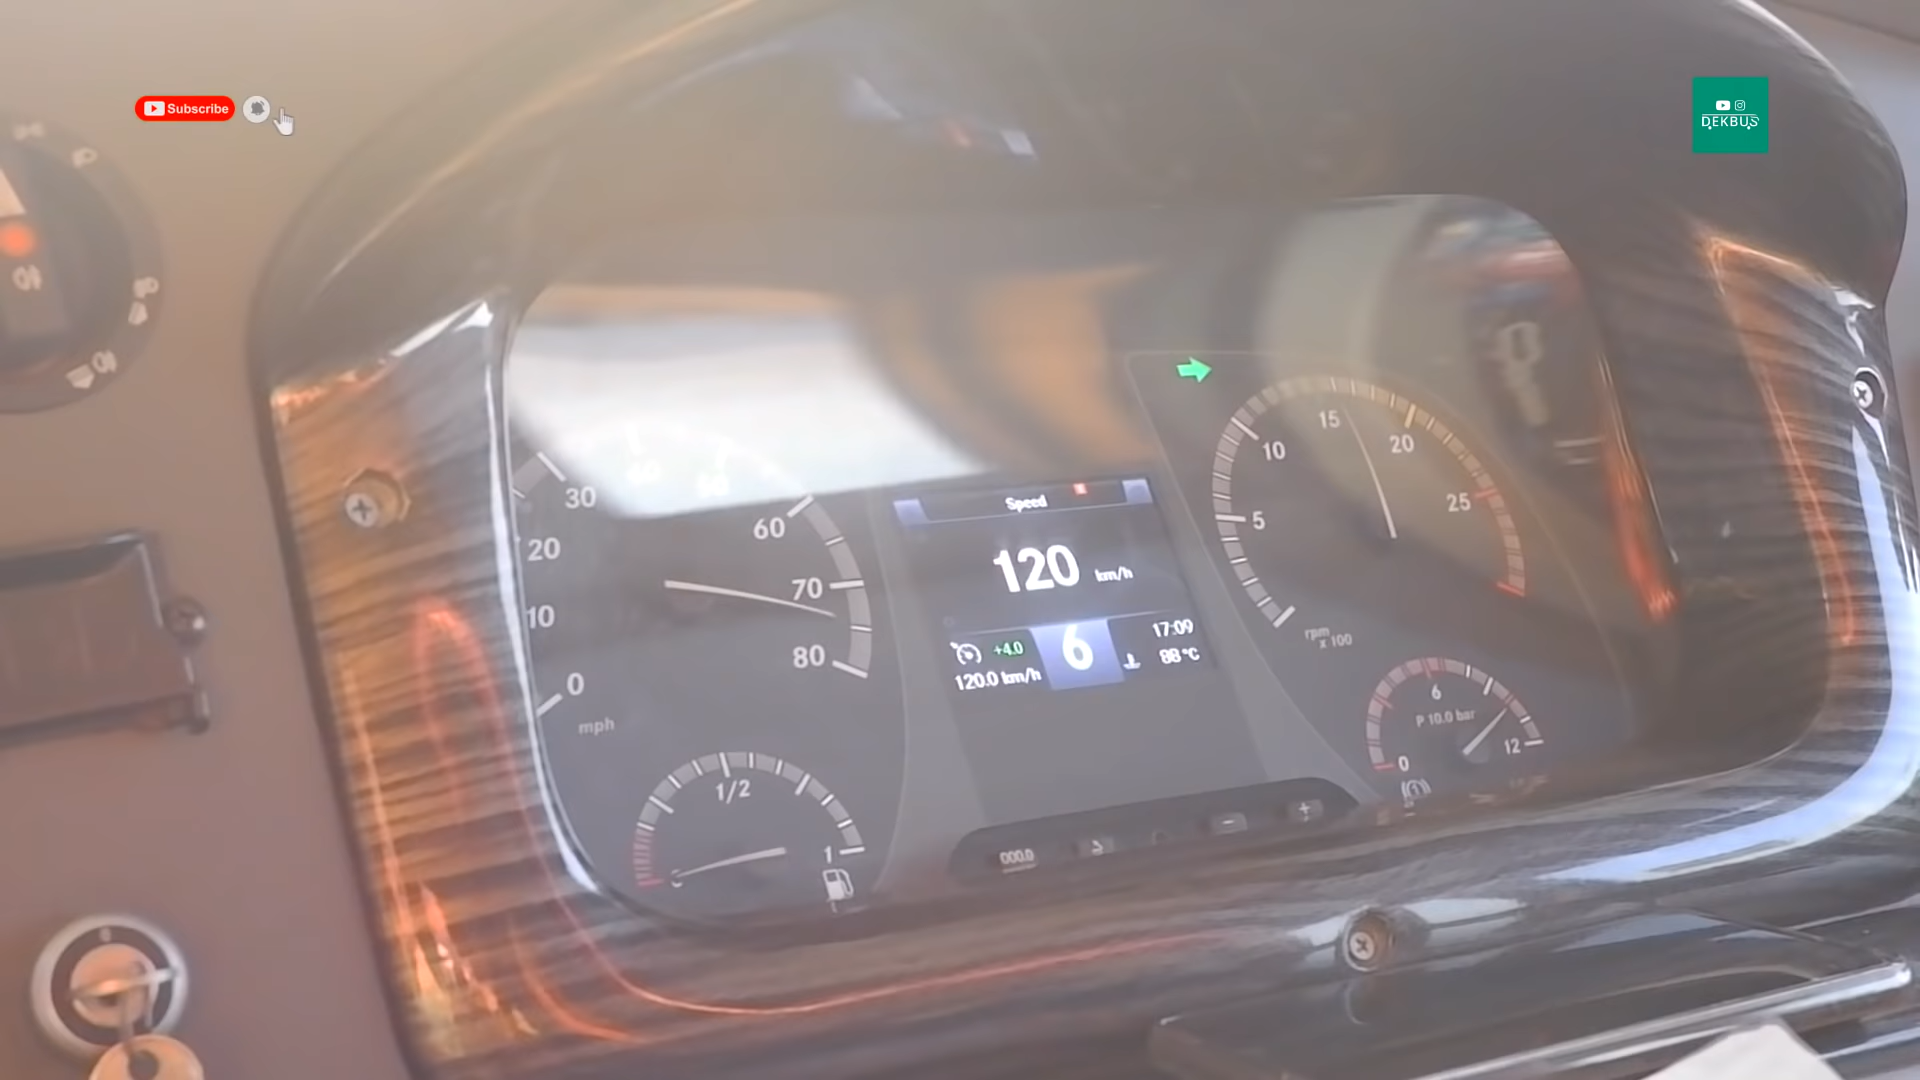 Subscribe
DEKBUS
30
20
10
0
60
70
80
mph
1/2
1
Speed
120 km/h
+4.0
120.0 km/h
6
17:09
88 °C
5
10
15
20
25
rpm
x 100
6
P 10.0 bar
0
12
000.0
- +